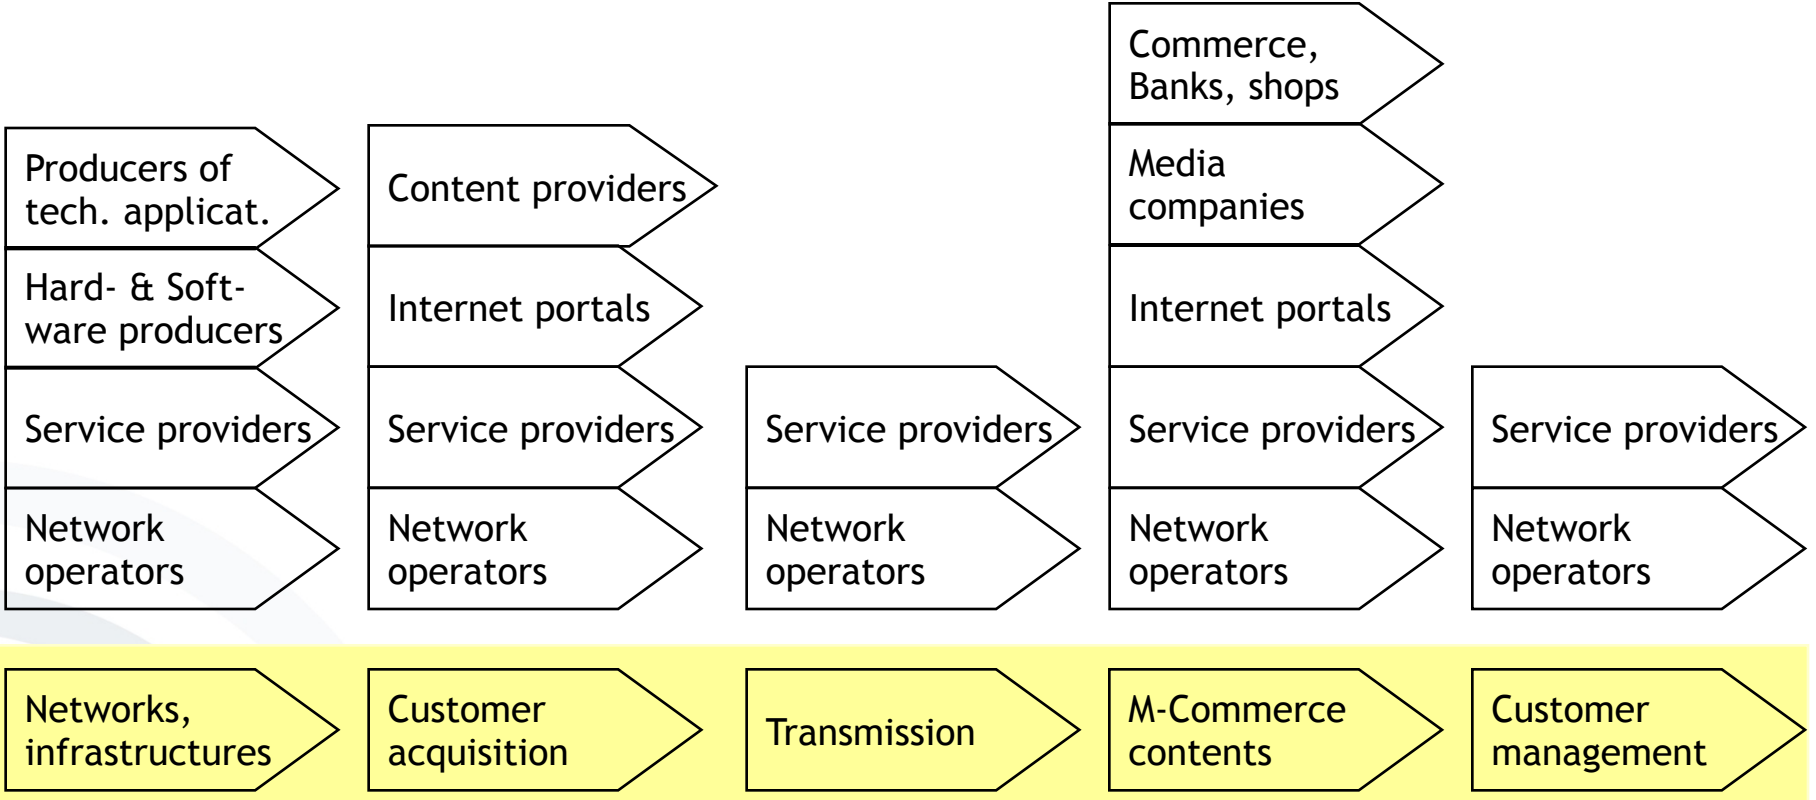 Commerce,
Banks, shops
Producers of
tech. applicat.
Content providers
Media
companies
Hard- & Soft-
ware producers
Internet portals
Internet portals
Service providers
Service providers
Service providers
Service providers
Service providers
Network
operators
Network
operators
Network
operators
Network
operators
Network
operators
Networks,
infrastructures
Customer
acquisition
Transmission
M-Commerce
contents
Customer
management